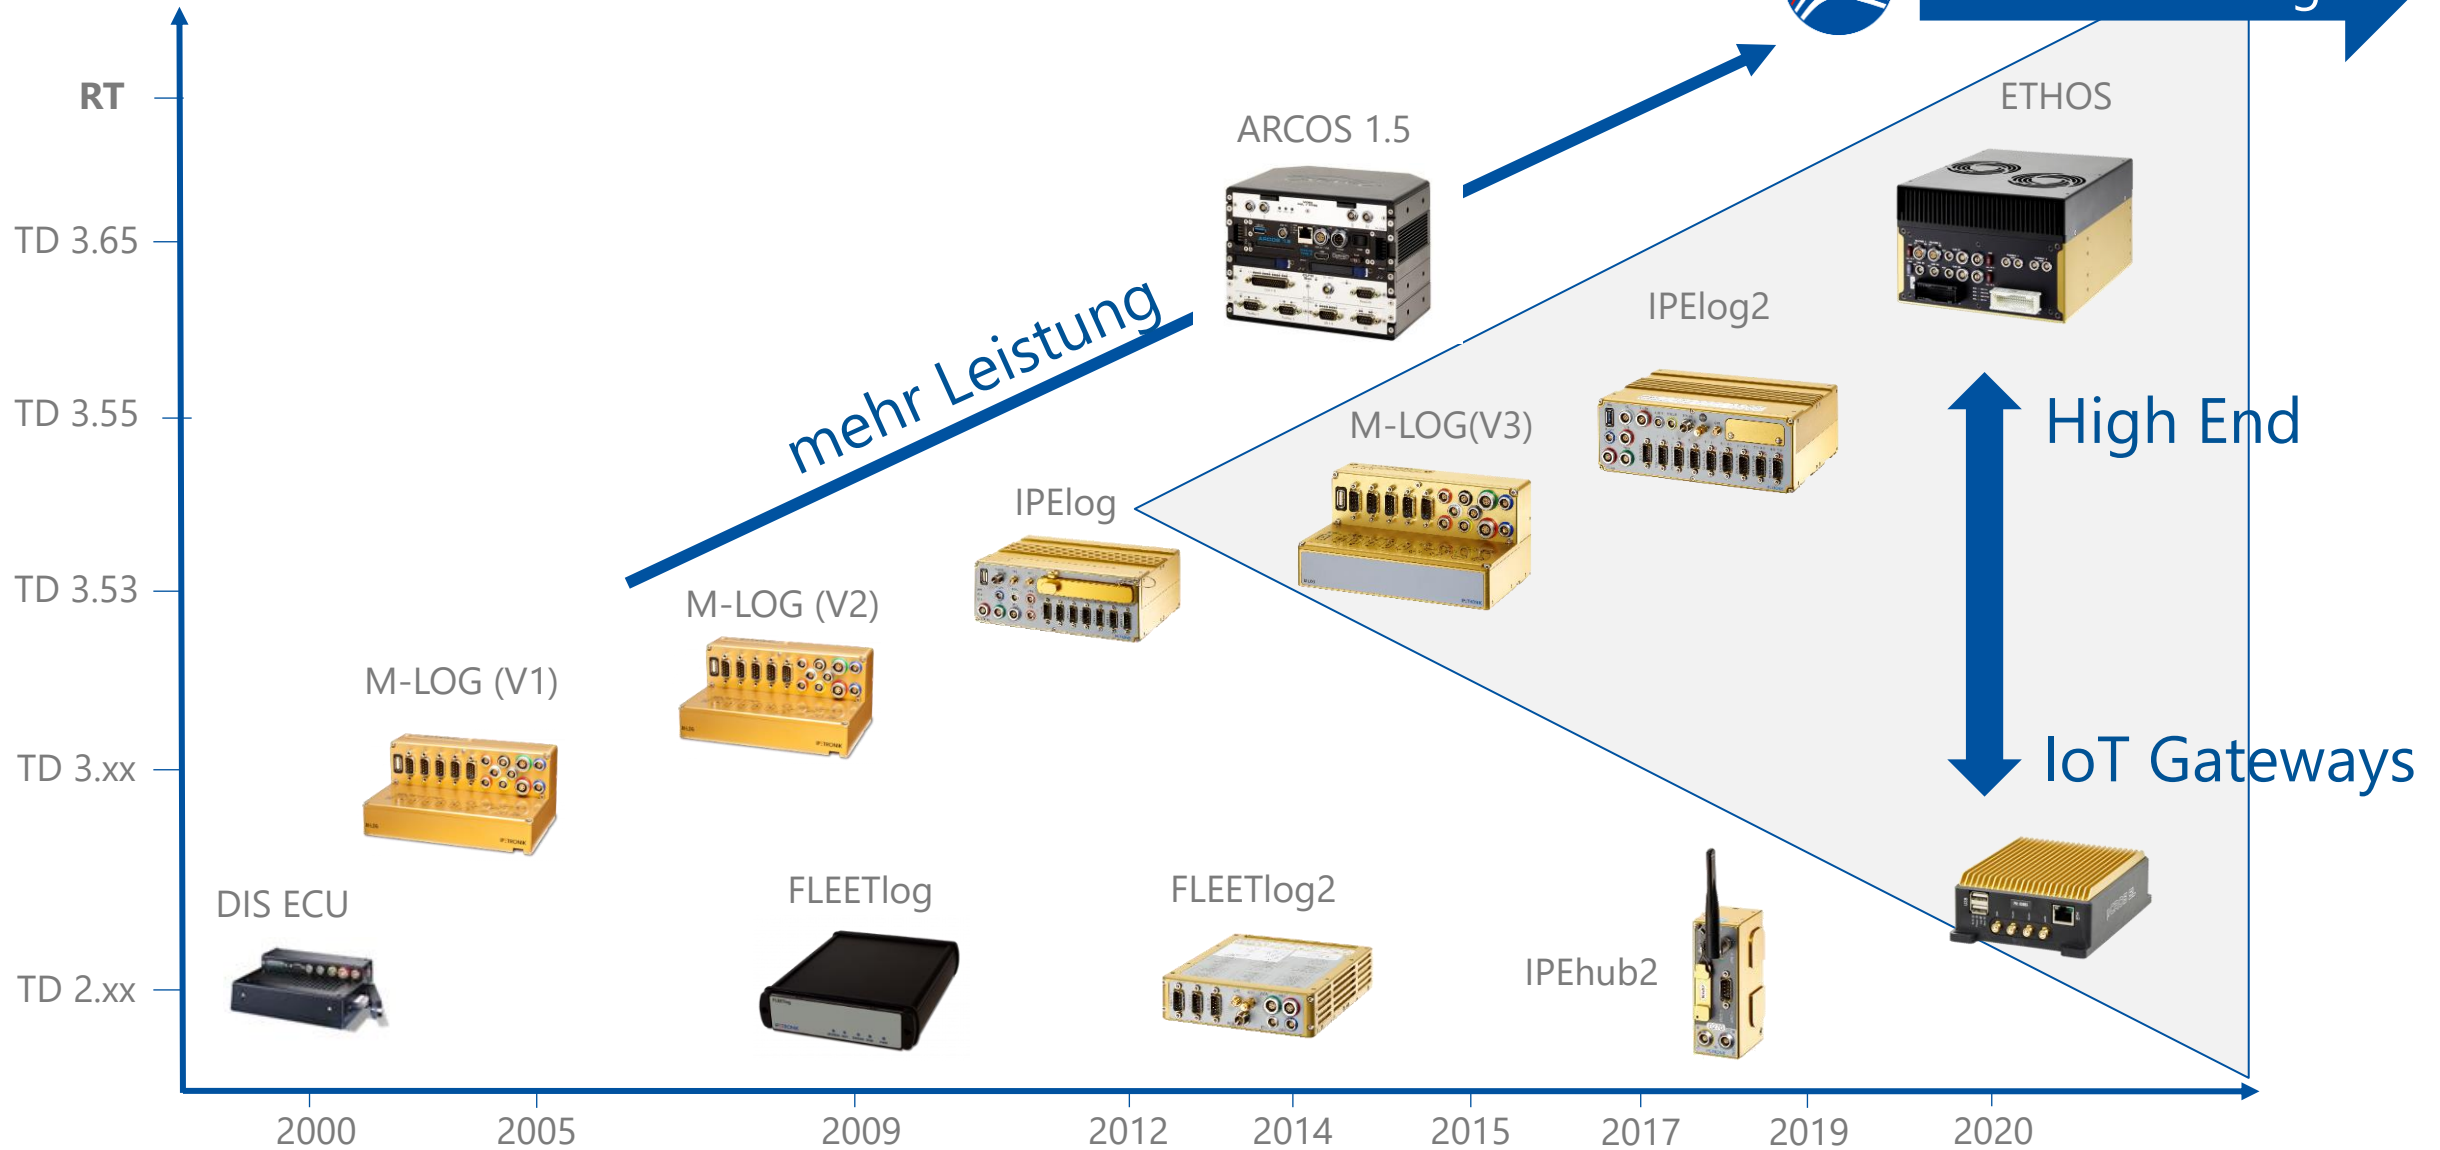 RT
ETHOS
ARCOS 1.5
TD 3.65
IPElog2
mehr Leistung
TD 3.55
High End
M-LOG(V3)
IPElog
TD 3.53
M-LOG (V2)
M-LOG (V1)
IoT Gateways
TD 3.xx
DIS ECU
FLEETlog
FLEETlog2
IPEhub2
TD 2.xx
2000
2005
2009
2012
2014
2015
2017
2019
2020